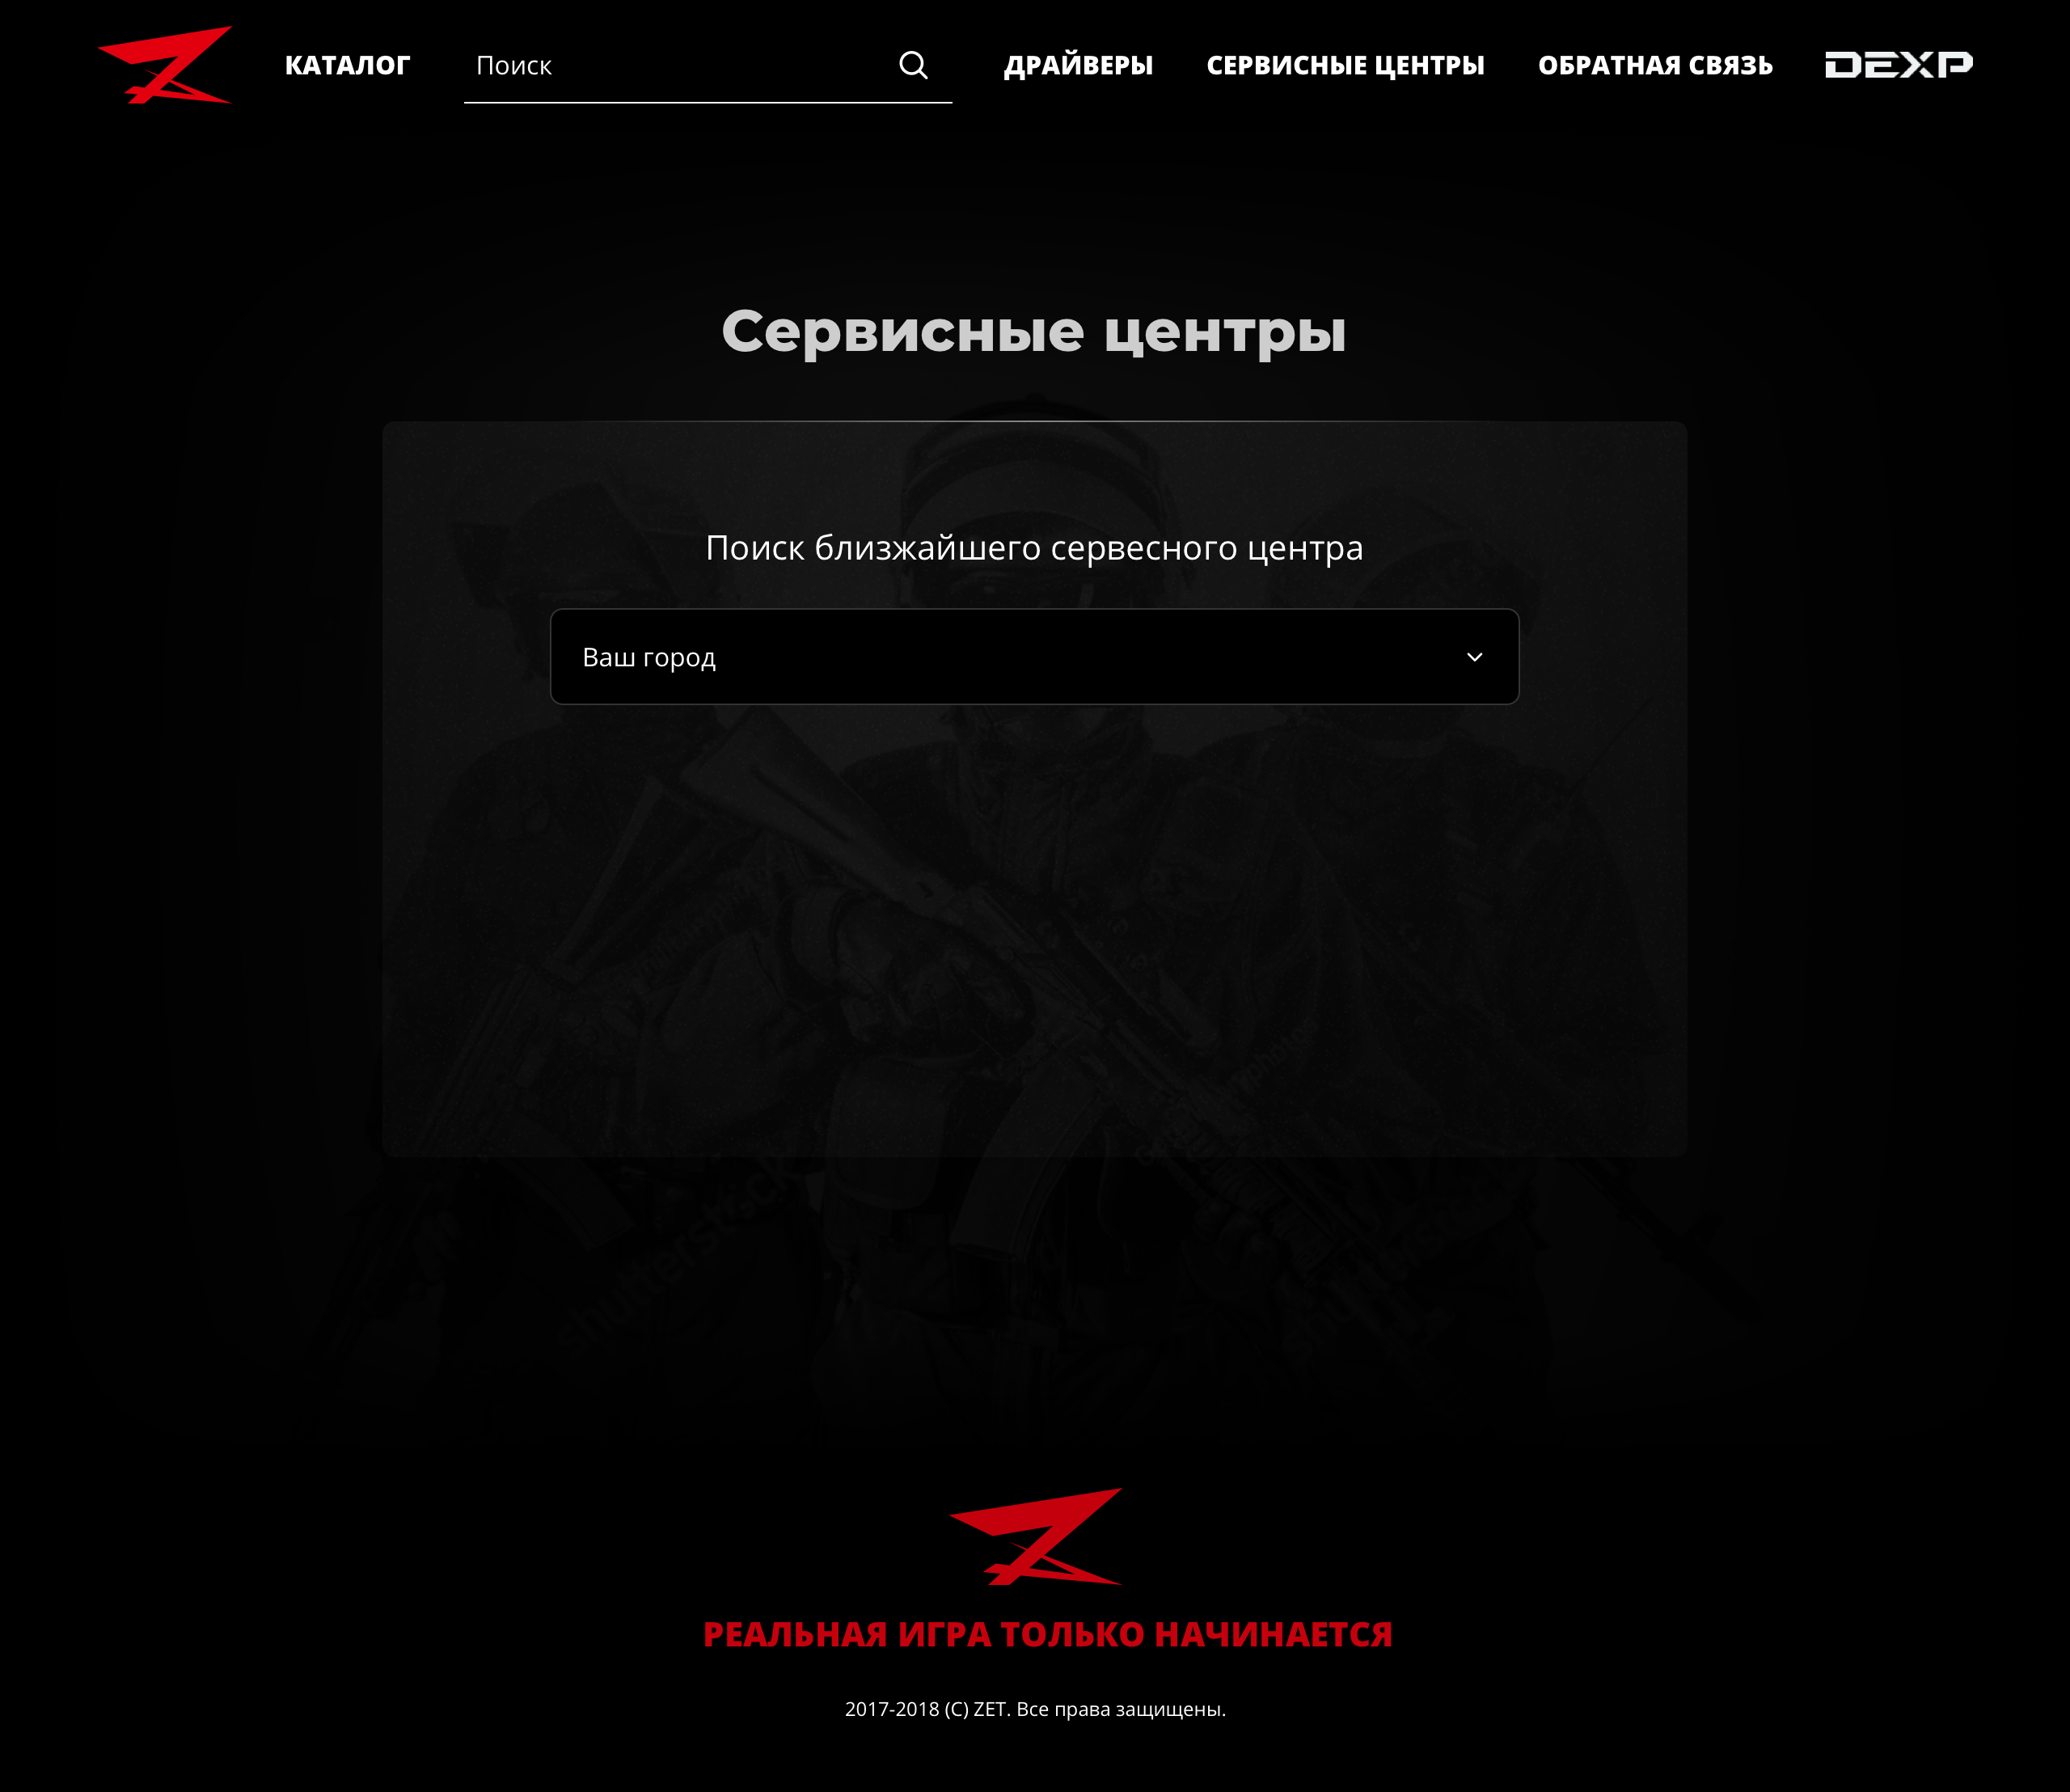 КАТАЛОГ
Поиск
ДРАЙВЕРЫ
СЕРВИСНЫЕ ЦЕНТРЫ
ОБРАТНАЯ СВЯЗЬ
DEXP
Сервисные центры
Поиск близжайшего сервесного центра
Ваш город
shutterstock
РЕАЛЬНАЯ ИГРА ТОЛЬКО НАЧИНАЕТСЯ
2017-2018 (C) ZET. Все права защищены.